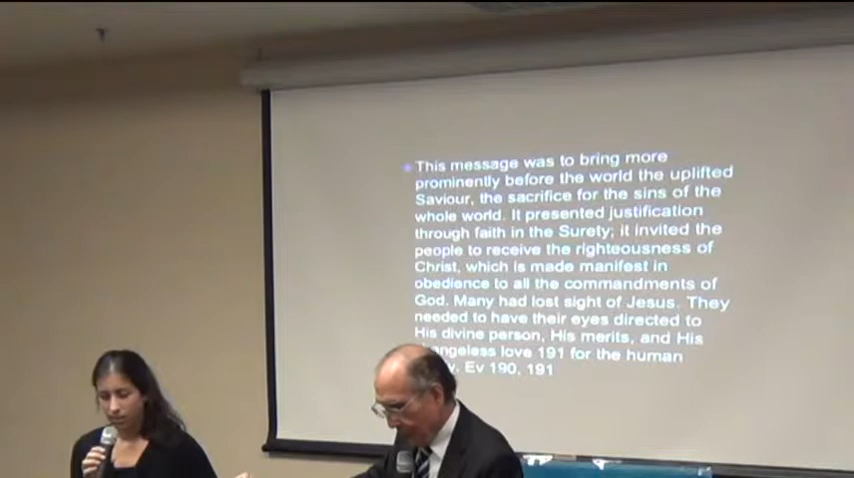 This message was to bring more
prominently before the world the uplifted
Saviour, the sacrifice for the sins of the
whole world. It presented justification
through faith in the Surety; it invited the
people to receive the righteousness of
Christ, which is made manifest in
obedience to all the commandments of
God. Many had lost sight of Jesus. They
needed to have their eyes directed to
His divine person, His merits, and His
love 191 for the human
Ev 190, 191